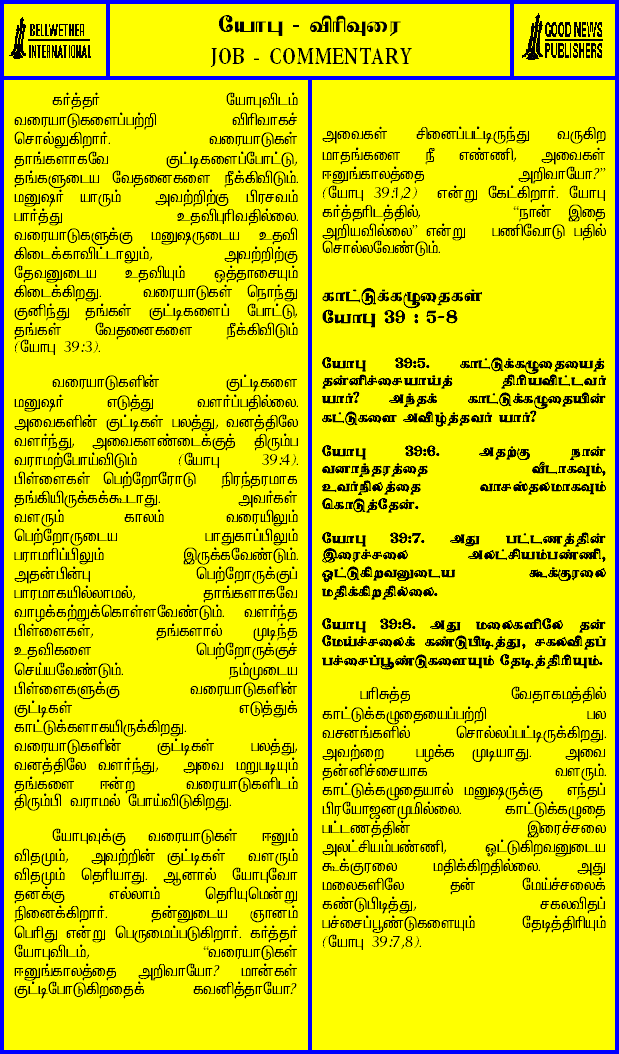 BELLWETHER
INTERNATIONAL
யோபு - விரிவுரை
JOB - COMMENTARY
GOOD NEWS
PUBLISHERS
கர்த்தர் யோபுவிடம்
வரையாடுகளைப்பற்றி விரிவாகச்
சொல்லுகிறார். வரையாடுகள்
தாங்களாகவே குட்டிகளைப்போட்டு,
தங்களுடைய வேதனைகளை நீக்கிவிடும்.
மனுஷர் யாரும் அவற்றிற்கு பிரசவம்
பார்த்து உதவிபுரிவதில்லை.
வரையாடுகளுக்கு மனுஷருடைய உதவி
கிடைக்காவிட்டாலும், அவற்றிற்கு
தேவனுடைய உதவியும் ஒத்தாசையும்
கிடைக்கிறது. வரையாடுகள் நொந்து
குனிந்து தங்கள் குட்டிகளைப் போட்டு,
தங்கள் வேதனைகளை நீக்கிவிடும்
(யோபு 39:3).
வரையாடுகளின் குட்டிகளை
மனுஷர் எடுத்து வளர்ப்பதில்லை.
அவைகளின் குட்டிகள் பலத்து, வனத்திலே
வளர்ந்து, அவைகளண்டைக்குத் திரும்ப
வராமற்போய்விடும் (யோபு 39:4).
பிள்ளைகள் பெற்றோரோடு நிரந்தரமாக
தங்கியிருக்கக்கூடாது. அவர்கள்
வளரும் காலம் வரையிலும்
பெற்றோருடைய பாதுகாப்பிலும்
பராமரிப்பிலும் இருக்கவேண்டும்.
அதன்பின்பு பெற்றோருக்குப்
பாரமாகயில்லாமல், தாங்களாகவே
வாழக்கற்றுக்கொள்ளவேண்டும். வளர்ந்த
பிள்ளைகள், தங்களால் முடிந்த
உதவிகளை பெற்றோருக்குச்
செய்யவேண்டும். நம்முடைய
பிள்ளைகளுக்கு வரையாடுகளின்
குட்டிகள் எடுத்துக்
காட்டுக்களாகயிருக்கிறது.
வரையாடுகளின் குட்டிகள் பலத்து,
வனத்திலே வளர்ந்து, அவை மறுபடியும்
தங்களை ஈன்ற வரையாடுகளிடம்
திரும்பி வராமல் போய்விடுகிறது.
யோபுவுக்கு வரையாடுகள் ஈனும்
விதமும், அவற்றின் குட்டிகள் வளரும்
விதமும் தெரியாது. ஆனால் யோபுவோ
தனக்கு எல்லாம் தெரியுமென்று
நினைக்கிறார். தன்னுடைய ஞானம்
பெரிது என்று பெருமைப்படுகிறார். கர்த்தர்
யோபுவிடம், “வரையாடுகள்
ஈனுங்காலத்தை அறிவாயோ? மான்கள்
குட்டிபோடுகிறதைக் கவனித்தாயோ?
அவைகள் சினைப்பட்டிருந்து வருகிற
மாதங்களை நீ எண்ணி, அவைகள்
ஈனுங்காலத்தை அறிவாயோ?”
(யோபு 39:1,2) என்று கேட்கிறார். யோபு
கர்த்தரிடத்தில், “நான் இதை
அறியவில்லை” என்று பணிவோடு பதில்
சொல்லவேண்டும்.
காட்டுக்கழுதைகள்
யோபு 39 : 5-8
யோபு 39:5. காட்டுக்கழுதையைத்
தன்னிச்சையாய்த் திரியவிட்டவர்
யார்? அந்தக் காட்டுக்கழுதையின்
கட்டுகளை அவிழ்த்தவர் யார்?
யோபு 39:6. அதற்கு நான்
வனாந்தரத்தை வீடாகவும்,
உவர்நிலத்தை வாசஸ்தலமாகவும்
கொடுத்தேன்.
யோபு 39:7. அது பட்டணத்தின்
இரைச்சலை அலட்சியம்பண்ணி,
ஓட்டுகிறவனுடைய கூக்குரலை
மதிக்கிறதில்லை.
யோபு 39:8. அது மலைகளிலே தன்
மேய்ச்சலைக் கண்டுபிடித்து, சகலவிதப்
பச்சைப்பூண்டுகளையும் தேடித்திரியும்.
பரிசுத்த வேதாகமத்தில்
காட்டுக்கழுதையைப்பற்றி பல
வசனங்களில் சொல்லப்பட்டிருக்கிறது.
அவற்றை பழக்க முடியாது. அவை
தன்னிச்சையாக வளரும்.
காட்டுக்கழுதையால் மனுஷருக்கு எந்தப்
பிரயோஜனமுமில்லை. காட்டுக்கழுதை
பட்டணத்தின் இரைச்சலை
அலட்சியம்பண்ணி, ஓட்டுகிறவனுடைய
கூக்குரலை மதிக்கிறதில்லை. அது
மலைகளிலே தன் மேய்ச்சலைக்
கண்டுபிடித்து, சகலவிதப்
பச்சைப்பூண்டுகளையும் தேடித்திரியும்
(யோபு 39:7,8).